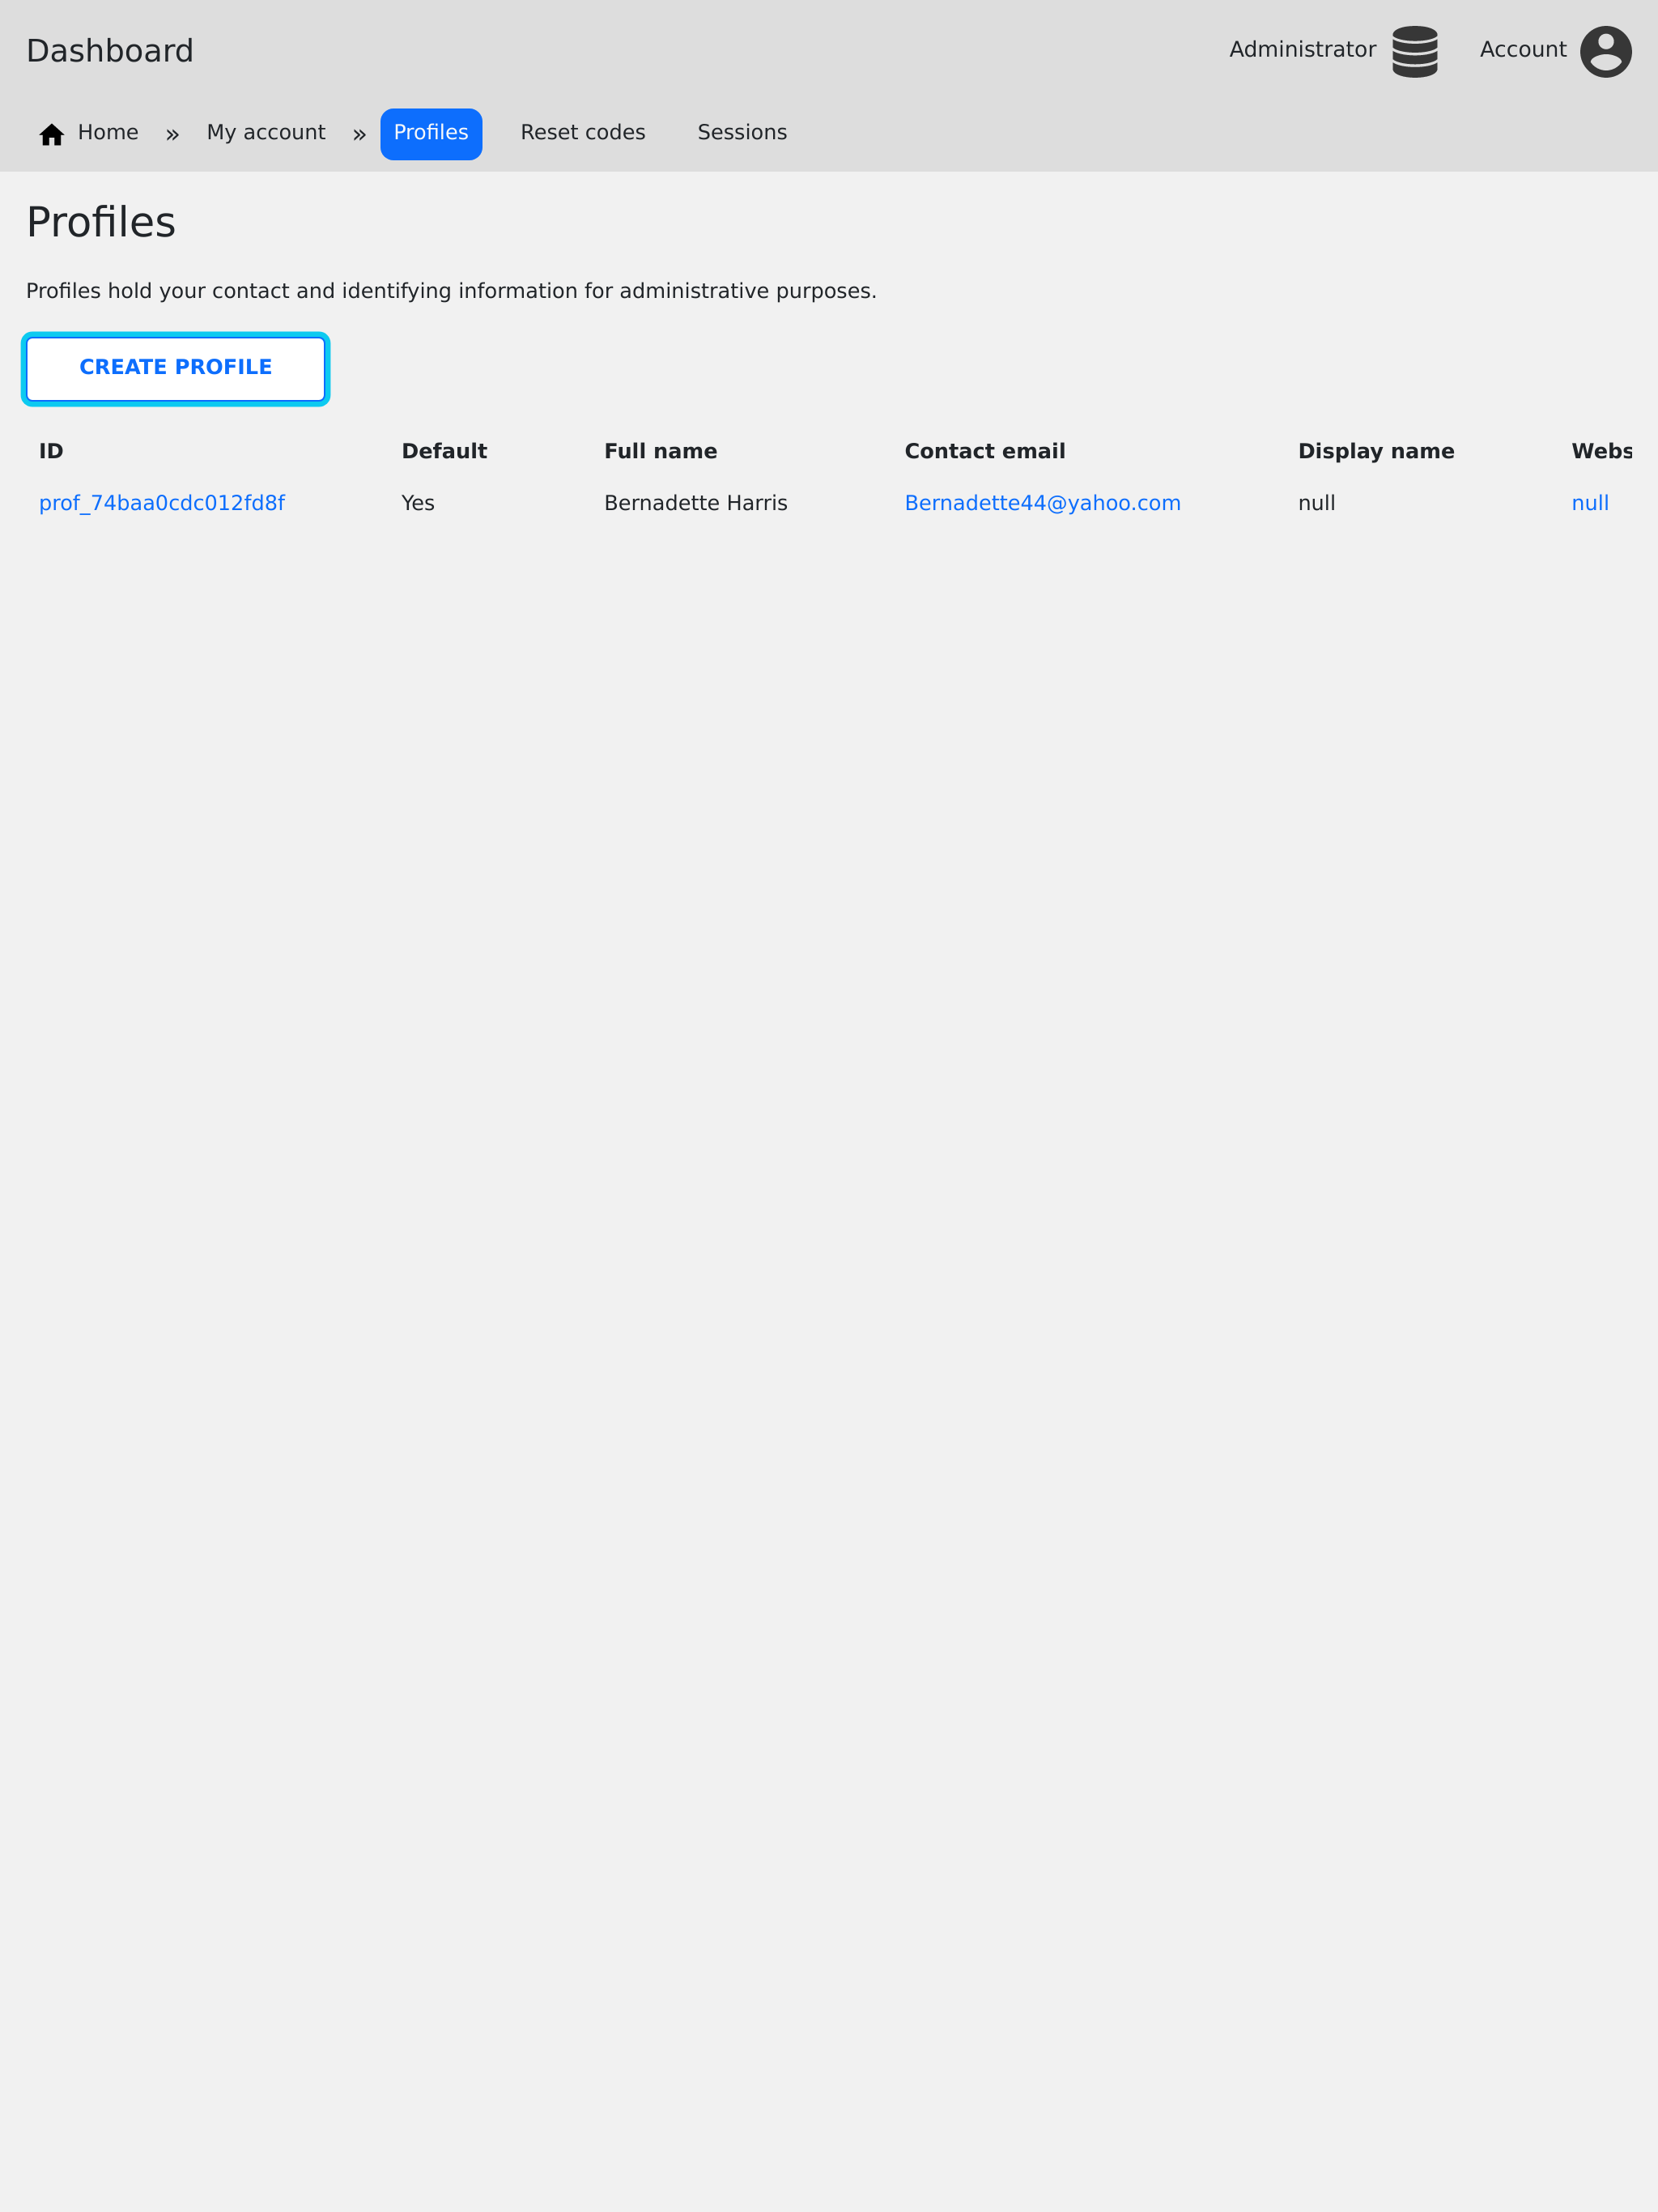 Dashboard
Administrator
Account
Home » My account » Profiles Reset codes Sessions
Profiles
Profiles hold your contact and identifying information for administrative purposes.
CREATE PROFILE
ID Default Full name Contact email Display name Webs
prof_74baa0cdc012fd8f Yes Bernadette Harris Bernadette44@yahoo.com null null